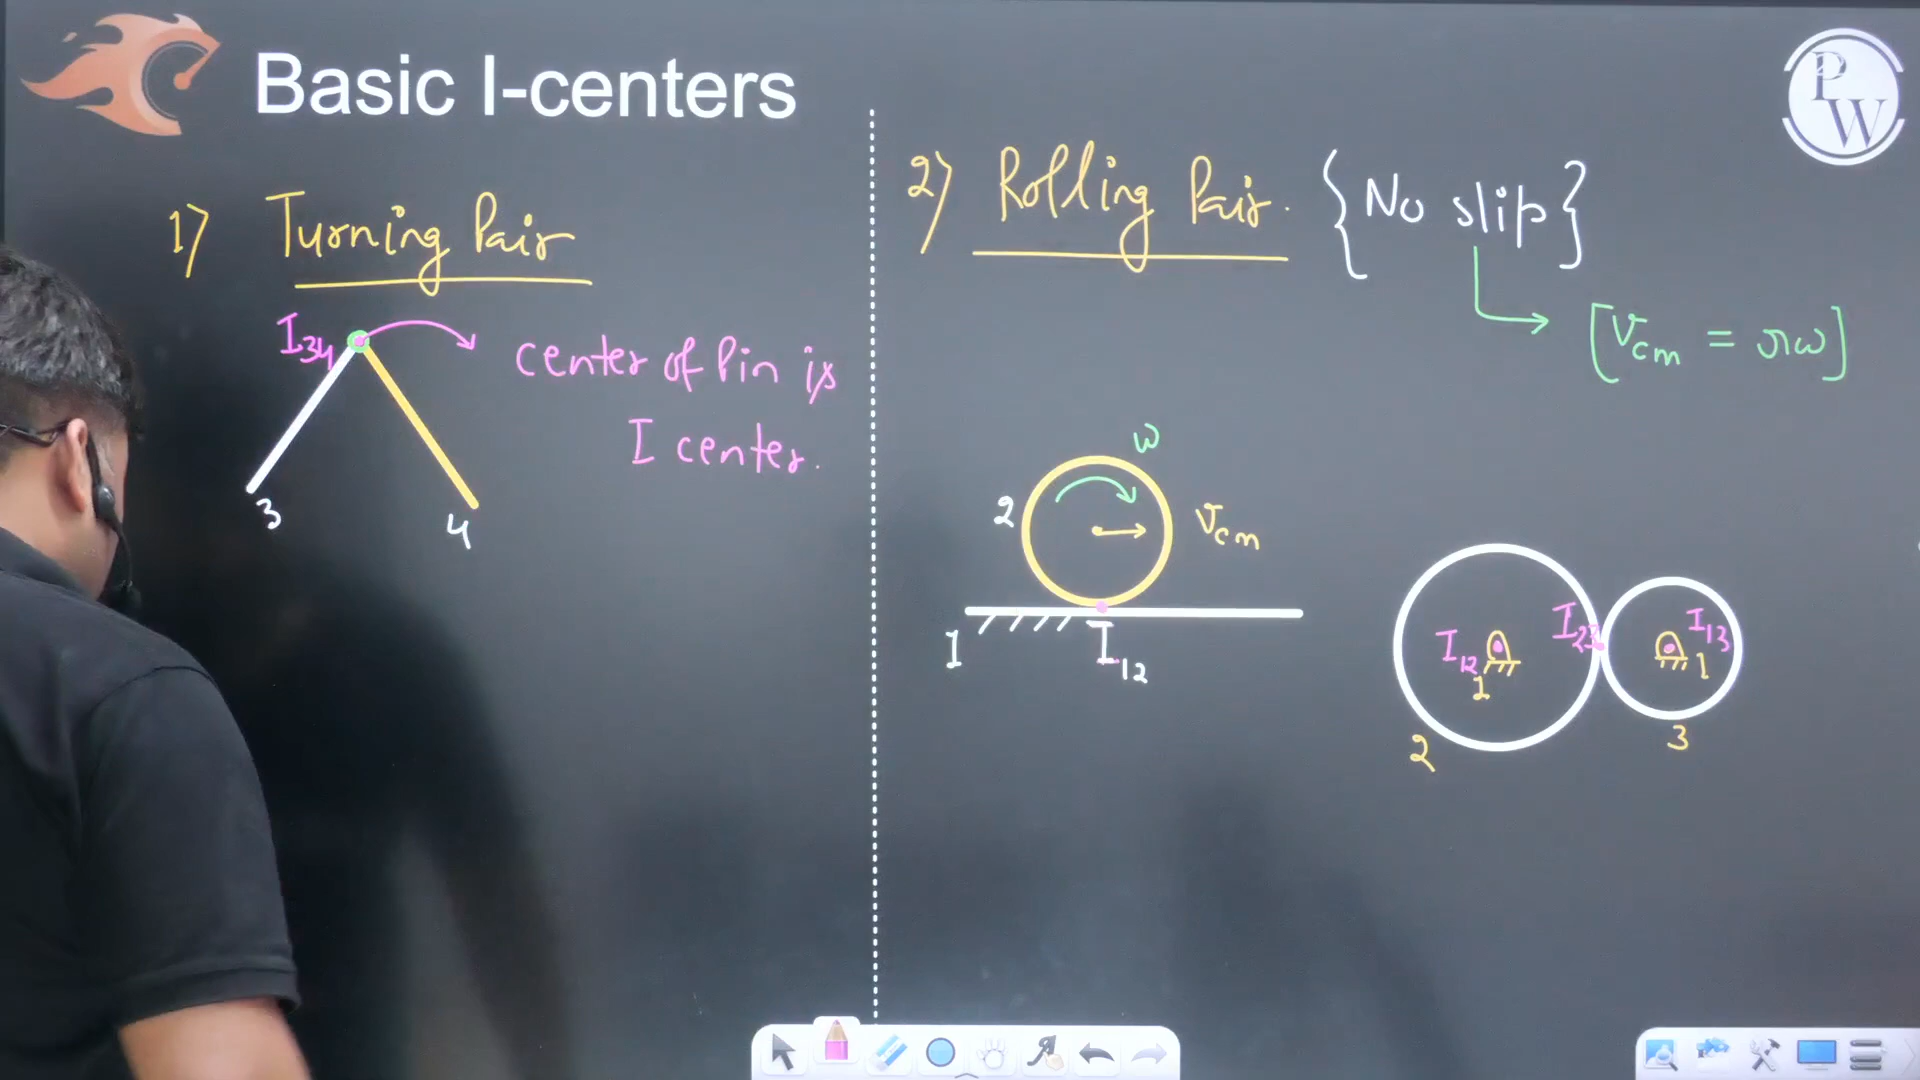 Basic I-centers
PW
1) Turning Pair
I34
center of Pin is
I center.
3
4
2) Rolling Pair. {No slip}
[Vcm = rω]
ω
2
Vcm
1
I12
I12
1
I23
I13
1
2
3